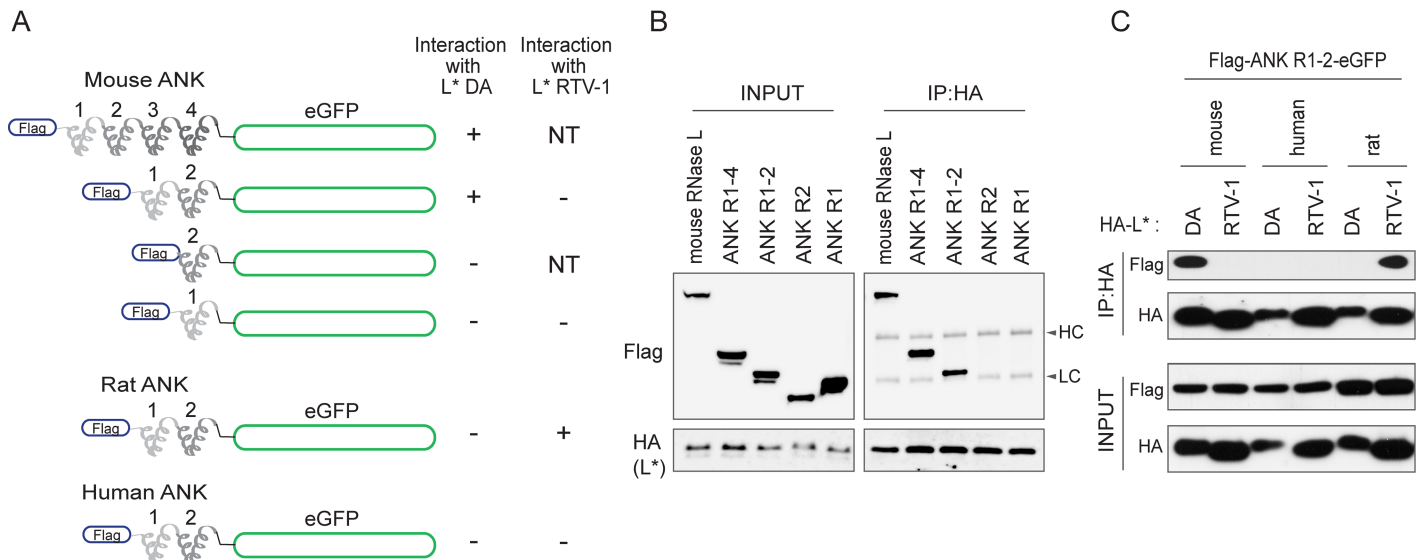 A
Interaction
with
L* DA
Interaction
with
L* RTV-1
Mouse ANK
1 2 3 4
eGFP
Flag
+ NT
1 2
Flag
+ -
2
Flag
- NT
1
Flag
- -
Rat ANK
1 2
eGFP
Flag
- +
Human ANK
1 2
eGFP
Flag
- -
B
INPUT
IP:HA
mouse RNase L
ANK R1-4
ANK R1-2
ANK R2
ANK R1
mouse RNase L
ANK R1-4
ANK R1-2
ANK R2
ANK R1
Flag
HC
LC
HA
(L*)
C
Flag-ANK R1-2-eGFP
mouse
human
rat
HA-L* :
DA
RTV-1
DA
RTV-1
DA
RTV-1
IP:HA
Flag
HA
INPUT
Flag
HA